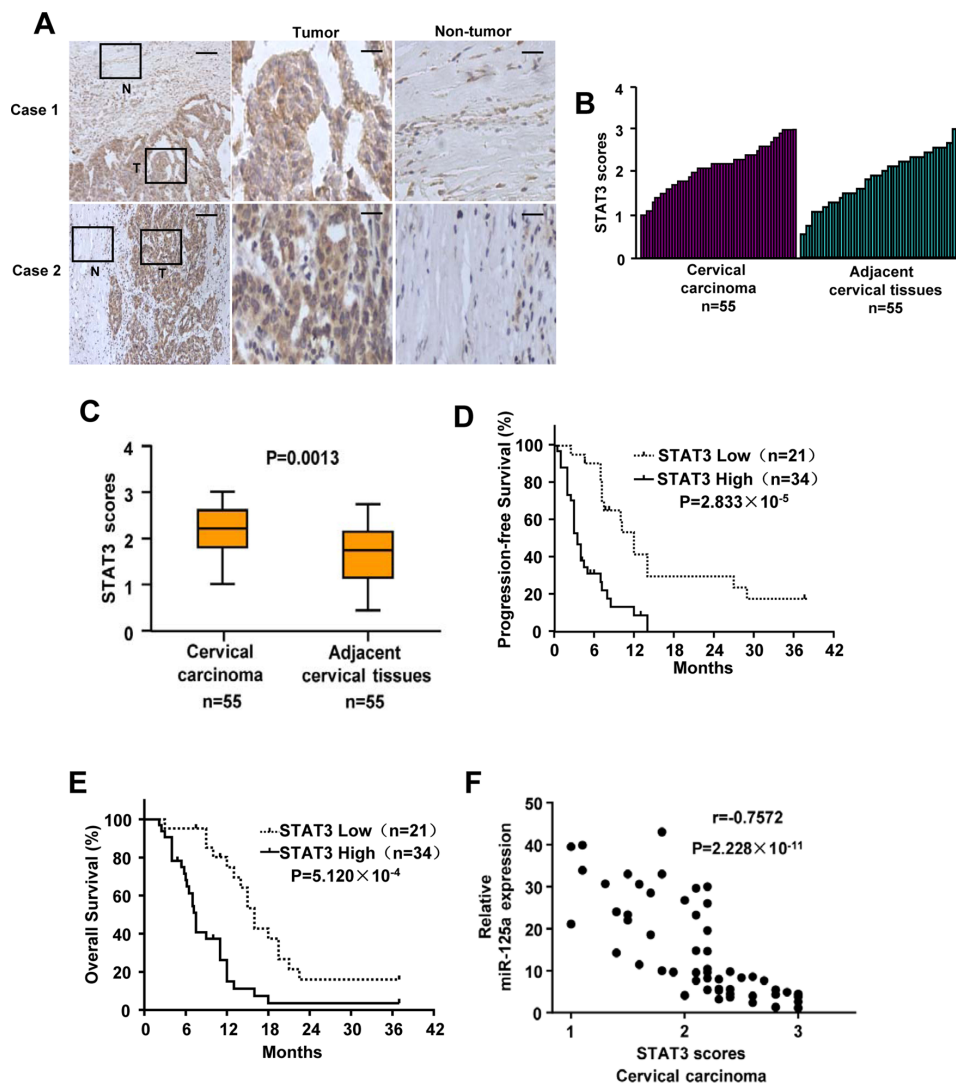 A
Tumor
Non-tumor
Case 1
N
T
Case 2
N
T
B
STAT3 scores
4
3
2
1
0
Cervical
carcinoma
n=55
Adjacent
cervical tissues
n=55
C
STAT3 scores
4
3
2
1
0
P=0.0013
Cervical
carcinoma
n=55
Adjacent
cervical tissues
n=55
D
Progression-free Survival (%)
100
80
60
40
20
0
STAT3 Low（n=21）
STAT3 High（n=34）
P=2.833×10-5
0 6 12 18 24 30 36 42
Months
E
Overall Survival (%)
100
80
60
40
20
0
STAT3 Low（n=21）
STAT3 High（n=34）
P=5.120×10-4
0 6 12 18 24 30 36 42
Months
F
Relative
miR-125a expression
50
40
30
20
10
0
r=-0.7572
P=2.228×10-11
1 2 3
STAT3 scores
Cervical carcinoma